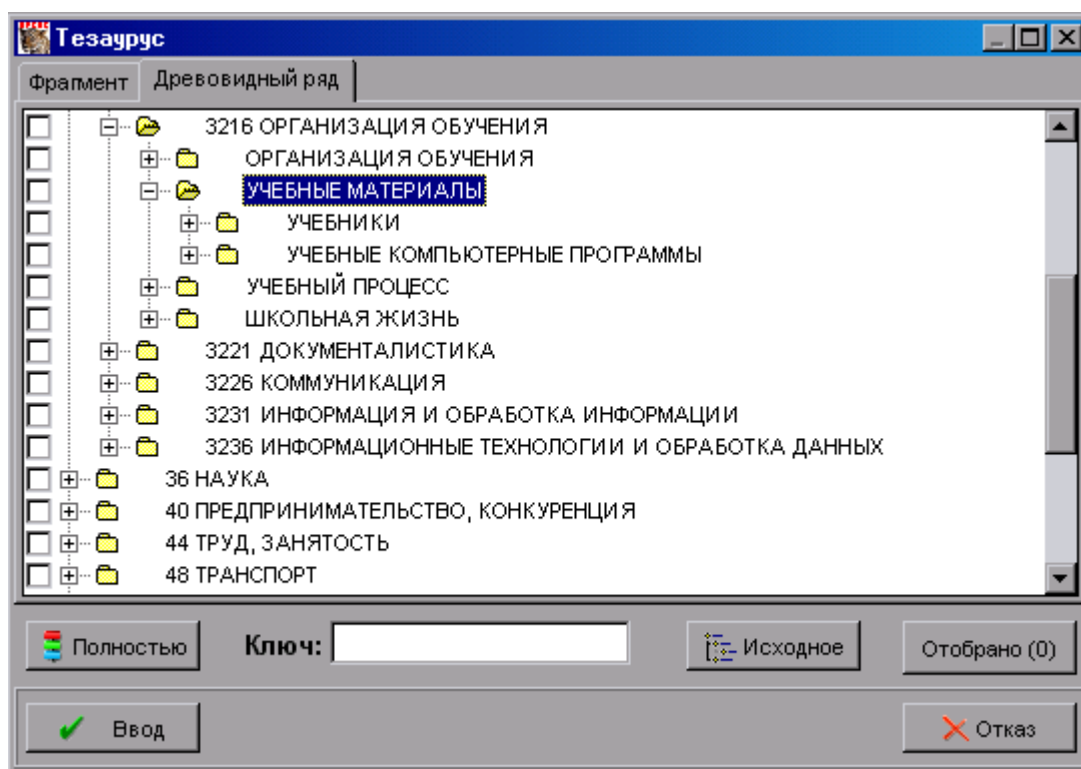 Тезаурус
Фрагмент Древовидный ряд
3216 ОРГАНИЗАЦИЯ ОБУЧЕНИЯ
ОРГАНИЗАЦИЯ ОБУЧЕНИЯ
УЧЕБНЫЕ МАТЕРИАЛЫ
УЧЕБНИКИ
УЧЕБНЫЕ КОМПЬЮТЕРНЫЕ ПРОГРАММЫ
УЧЕБНЫЙ ПРОЦЕСС
ШКОЛЬНАЯ ЖИЗНЬ
3221 ДОКУМЕНТАЛИСТИКА
3226 КОММУНИКАЦИЯ
3231 ИНФОРМАЦИЯ И ОБРАБОТКА ИНФОРМАЦИИ
3236 ИНФОРМАЦИОННЫЕ ТЕХНОЛОГИИ И ОБРАБОТКА ДАННЫХ
36 НАУКА
40 ПРЕДПРИНИМАТЕЛЬСТВО, КОНКУРЕНЦИЯ
44 ТРУД, ЗАНЯТОСТЬ
48 ТРАНСПОРТ
Полностью Ключ: Исходное Отобрано (0)
Ввод Отказ